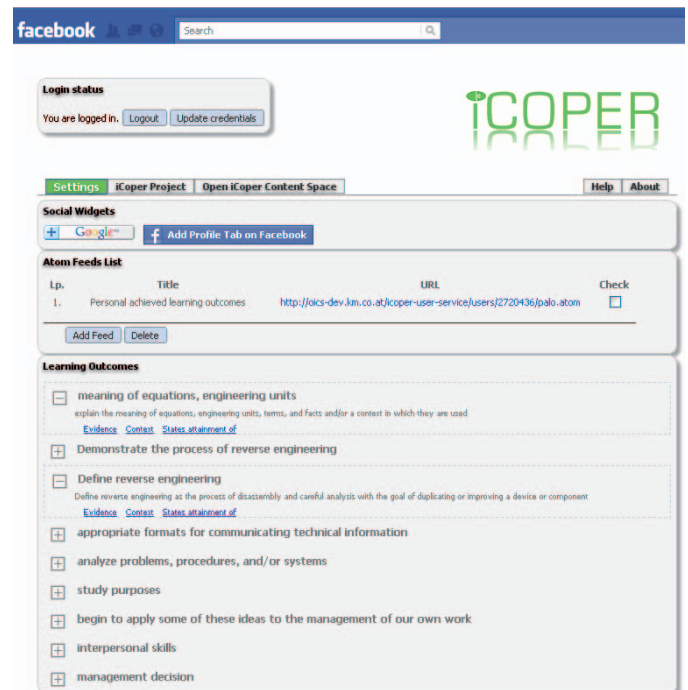 facebook Search
Login status
You are logged in. Logout Update credentials
iCOPER
Settings iCoper Project Open iCoper Content Space Help About
Social Widgets
Google™ Add Profile Tab on Facebook
Atom Feeds List
Lp. Title URL Check
1. Personal achieved learning outcomes http://oics-dev.km.co.at/icoper-user-service/users/2720436/palo.atom
Add Feed Delete
Learning Outcomes
meaning of equations, engineering units
explain the meaning of equations, engineering units, terms, and facts and/or a context in which they are used
Evidence Context States attainment of
Demonstrate the process of reverse engineering
Define reverse engineering
Define reverse engineering as the process of disassembly and careful analysis with the goal of duplicating or improving a device or component
Evidence Context States attainment of
appropriate formats for communicating technical information
analyze problems, procedures, and/or systems
study purposes
begin to apply some of these ideas to the management of our own work
interpersonal skills
management decision